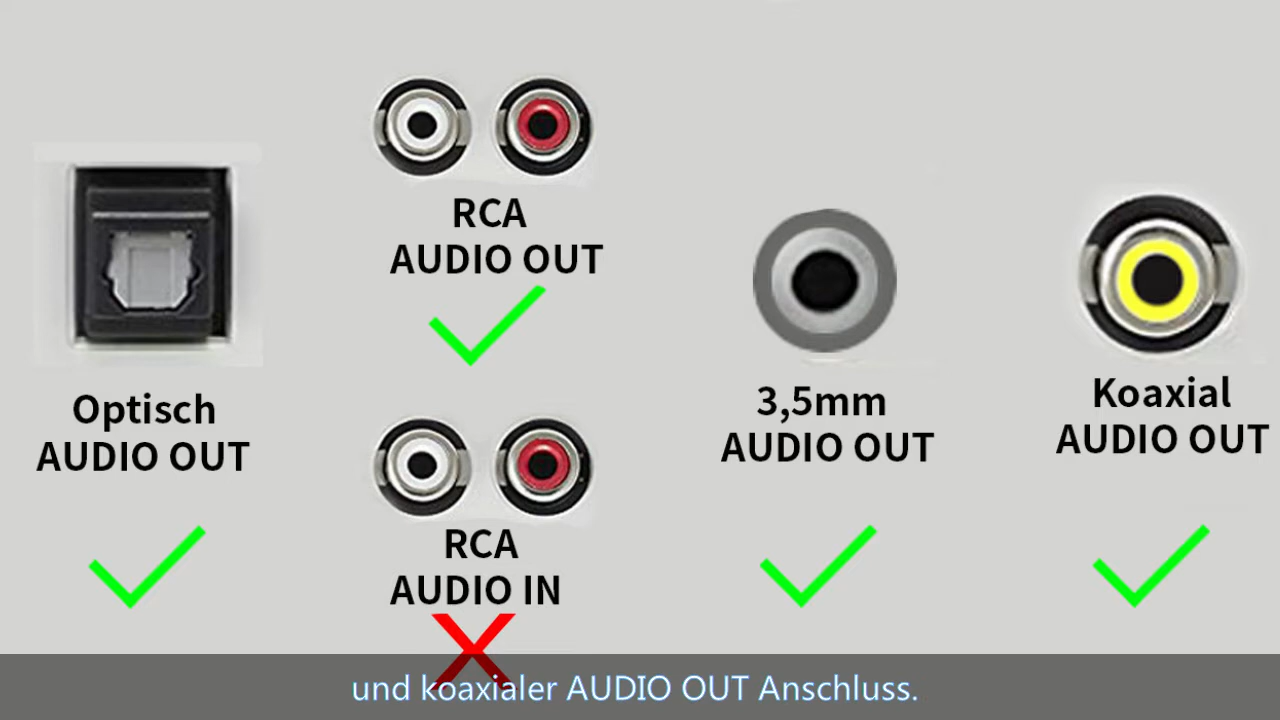 Optisch
AUDIO OUT
RCA
AUDIO OUT
RCA
AUDIO IN
3,5mm
AUDIO OUT
Koaxial
AUDIO OUT
und koaxialer AUDIO OUT Anschluss.